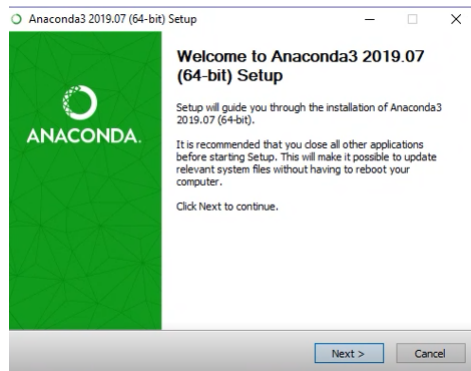 Anaconda3 2019.07 (64-bit) Setup
ANACONDA.
Welcome to Anaconda3 2019.07
(64-bit) Setup
Setup will guide you through the installation of Anaconda3
2019.07 (64-bit).
It is recommended that you close all other applications
before starting Setup. This will make it possible to update
relevant system files without having to reboot your
computer.
Click Next to continue.
Next >
Cancel